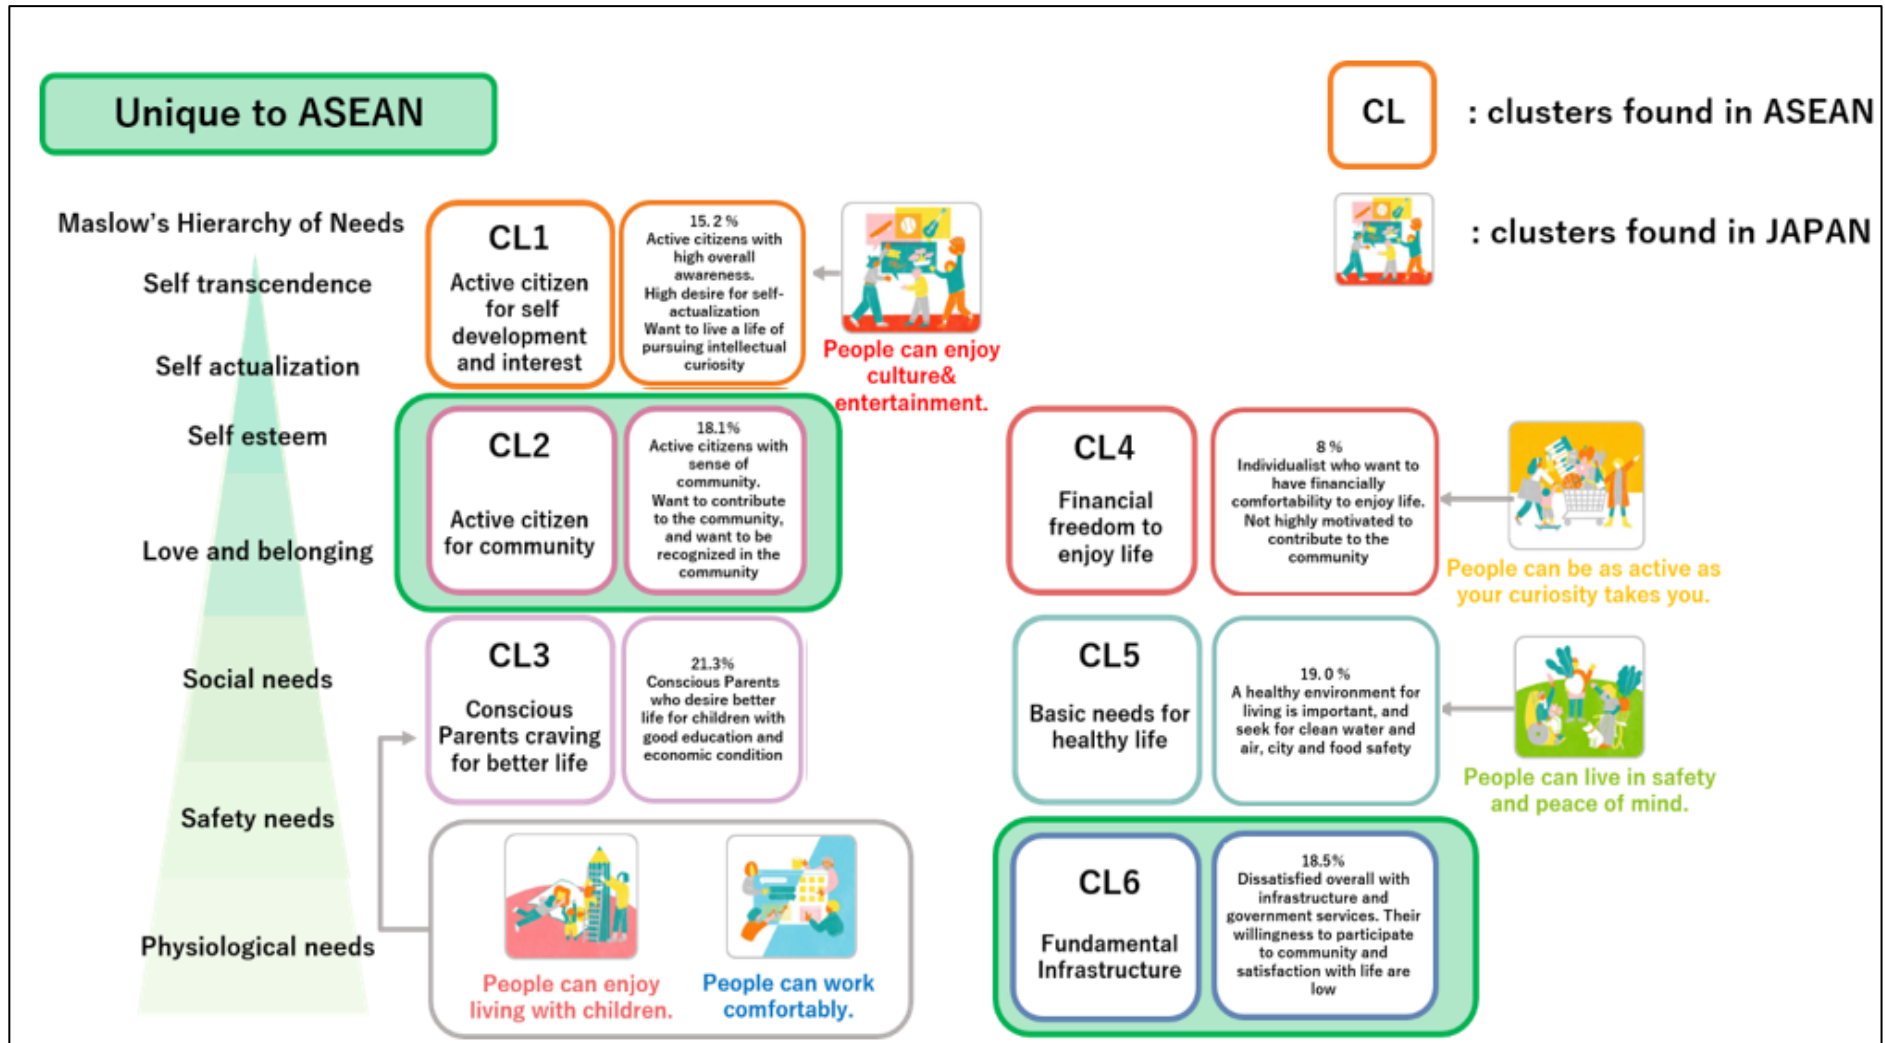 Unique to ASEAN
CL
: clusters found in ASEAN
: clusters found in JAPAN
Maslow's Hierarchy of Needs
Self transcendence
Self actualization
Self esteem
Love and belonging
Social needs
Safety needs
Physiological needs
CL1
Active citizen
for self
development
and interest
15.2%
Active citizens with
high overall
awareness.
High desire for self-
actualization
Want to live a life of
pursuing intellectual
curiosity
People can enjoy
culture&
entertainment.
CL2
Active citizen
for community
18.1%
Active citizens with
sense of
community.
Want to contribute
to the community,
and want to be
recognized in the
community
CL3
Conscious
Parents craving
for better life
21.3%
Conscious Parents
who desire better
life for children with
good education and
economic condition
People can enjoy
living with children.
People can work
comfortably.
CL4
Financial
freedom to
enjoy life
8%
Individualist who want to
have financially
comfortability to enjoy life.
Not highly motivated to
contribute to the
community
People can be as active as
your curiosity takes you.
CL5
Basic needs for
healthy life
19.0%
A healthy environment for
living is important, and
seek for clean water and
air, city and food safety
People can live in safety
and peace of mind.
CL6
Fundamental
Infrastructure
18.5%
Dissatisfied overall with
infrastructure and
government services. Their
willingness to participate
to community and
satisfaction with life are
low